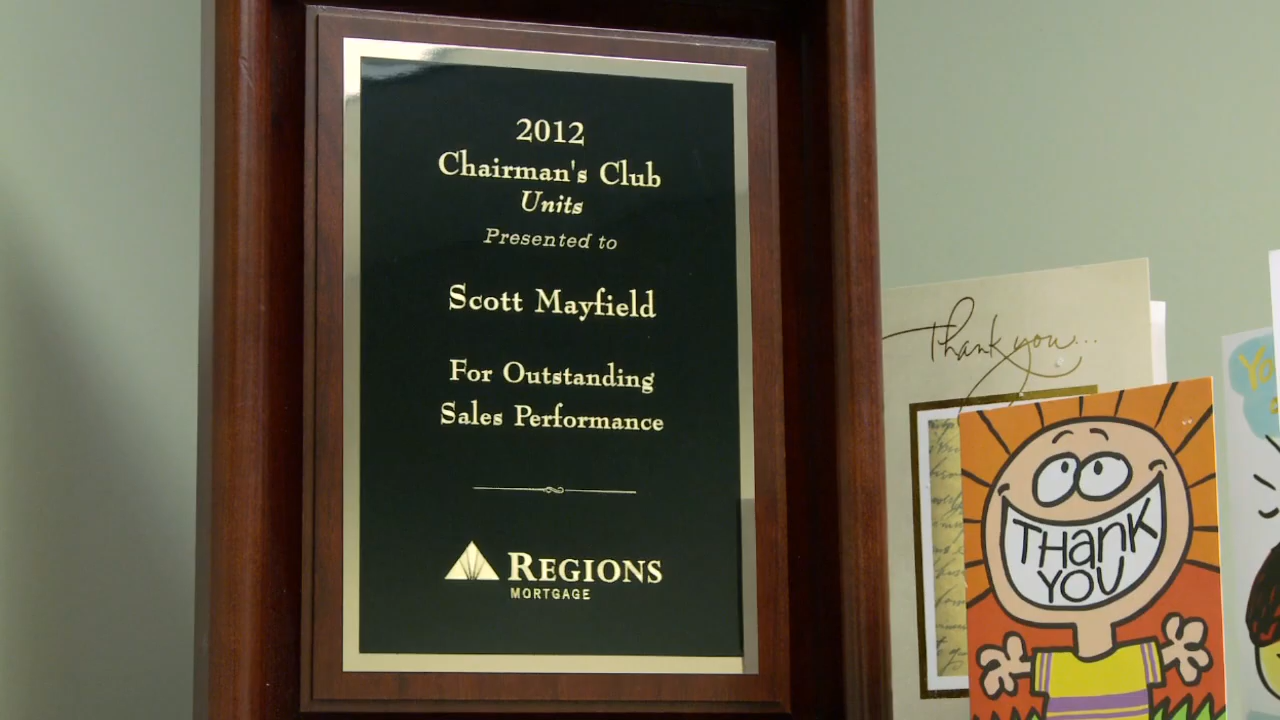 2012
Chairman's Club
Units
Presented to
Scott Mayfield
For Outstanding
Sales Performance
REGIONS
MORTGAGE
Thank you...
THANK
YOU